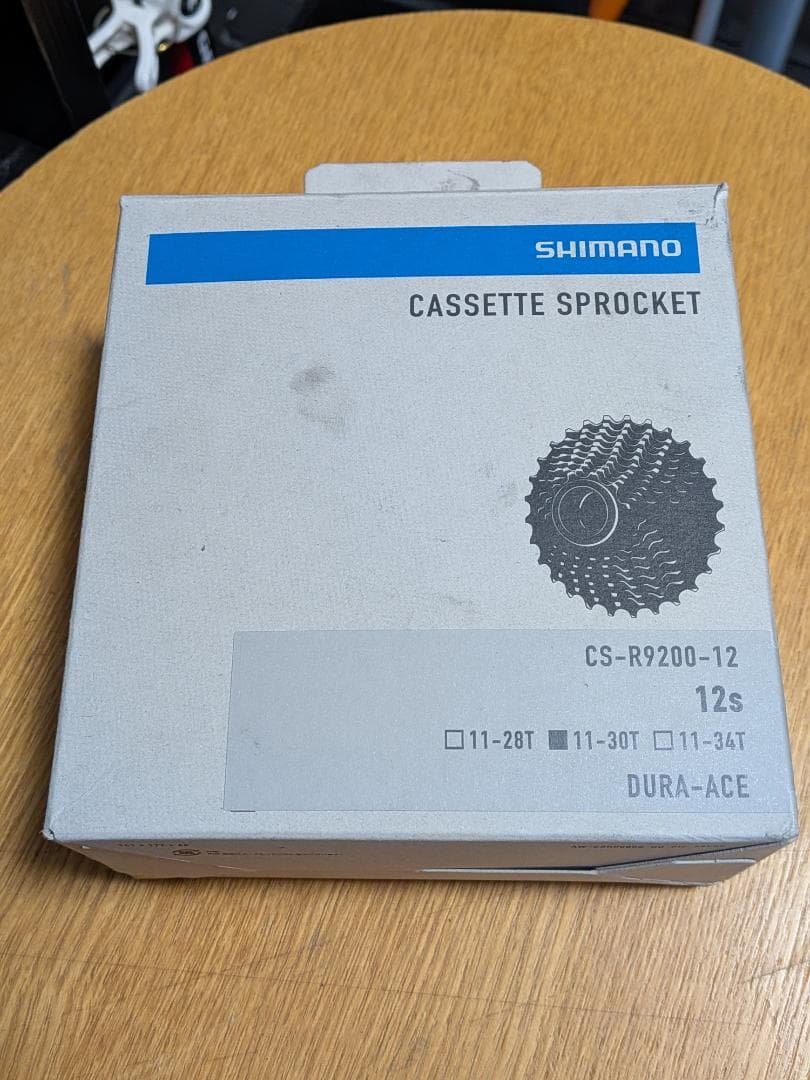 SHIMANO
CASSETTE SPROCKET
CS-R9200-12
12s
□11-28T ■11-30T □11-34T
DURA-ACE